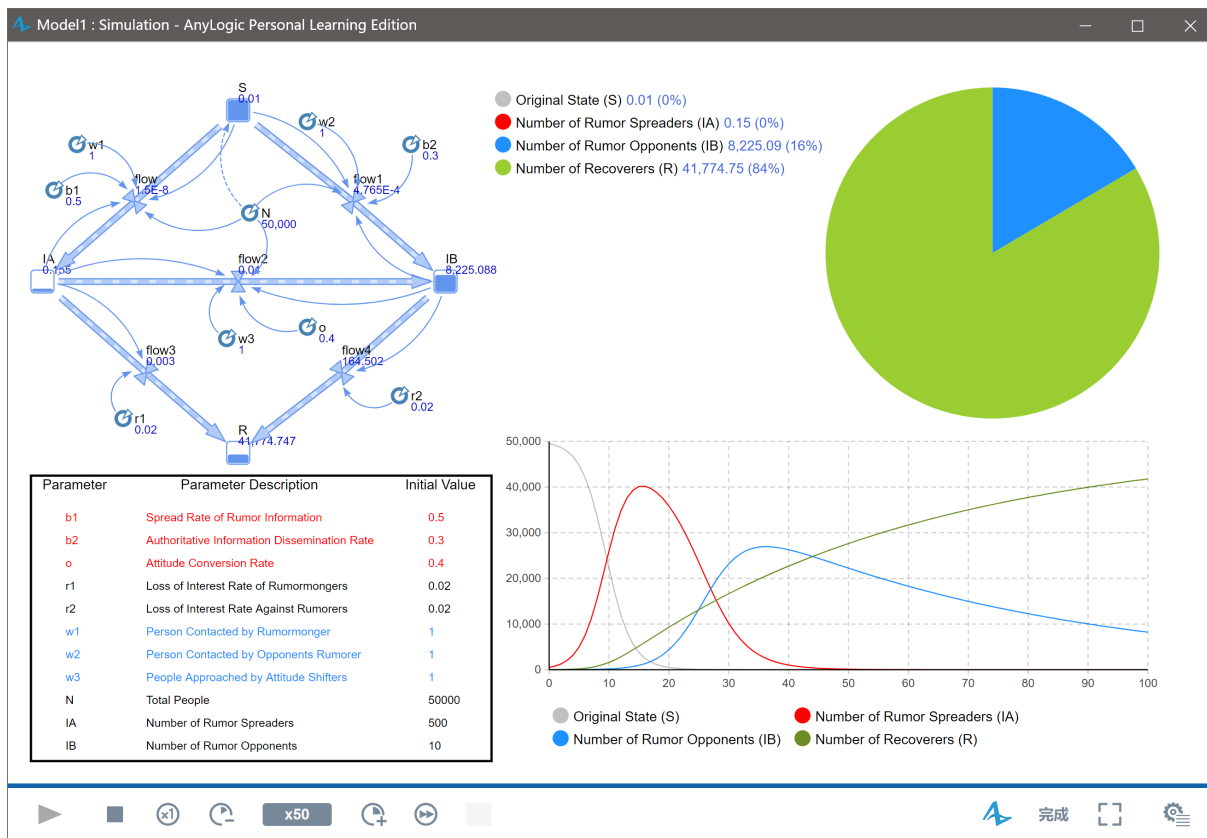 Model1 : Simulation - AnyLogic Personal Learning Edition
S
0.01
w2
1
w1
1
b2
0.3
flow
1.5E-8
flow1
4.765E-4
b1
0.5
N
50,000
IA
flow2
0.01
IB
8,225.088
w3
1
o
0.4
flow3
0.003
flow4
164.502
r2
0.02
r1
0.02
R
41,774.747
Original State (S) 0.01 (0%)
Number of Rumor Spreaders (IA) 0.15 (0%)
Number of Rumor Opponents (IB) 8,225.09 (16%)
Number of Recoverers (R) 41,774.75 (84%)
Parameter Parameter Description Initial Value
b1 Spread Rate of Rumor Information 0.5
b2 Authoritative Information Dissemination Rate 0.3
o Attitude Conversion Rate 0.4
r1 Loss of Interest Rate of Rumormongers 0.02
r2 Loss of Interest Rate Against Rumorers 0.02
w1 Person Contacted by Rumormonger 1
w2 Person Contacted by Opponents Rumorer 1
w3 People Approached by Attitude Shifters 1
N Total People 50000
IA Number of Rumor Spreaders 500
IB Number of Rumor Opponents 10
50,000
40,000
30,000
20,000
10,000
0
0 10 20 30 40 50 60 70 80 90 100
Original State (S) Number of Rumor Spreaders (IA)
Number of Rumor Opponents (IB) Number of Recoverers (R)
x1
x50
完成